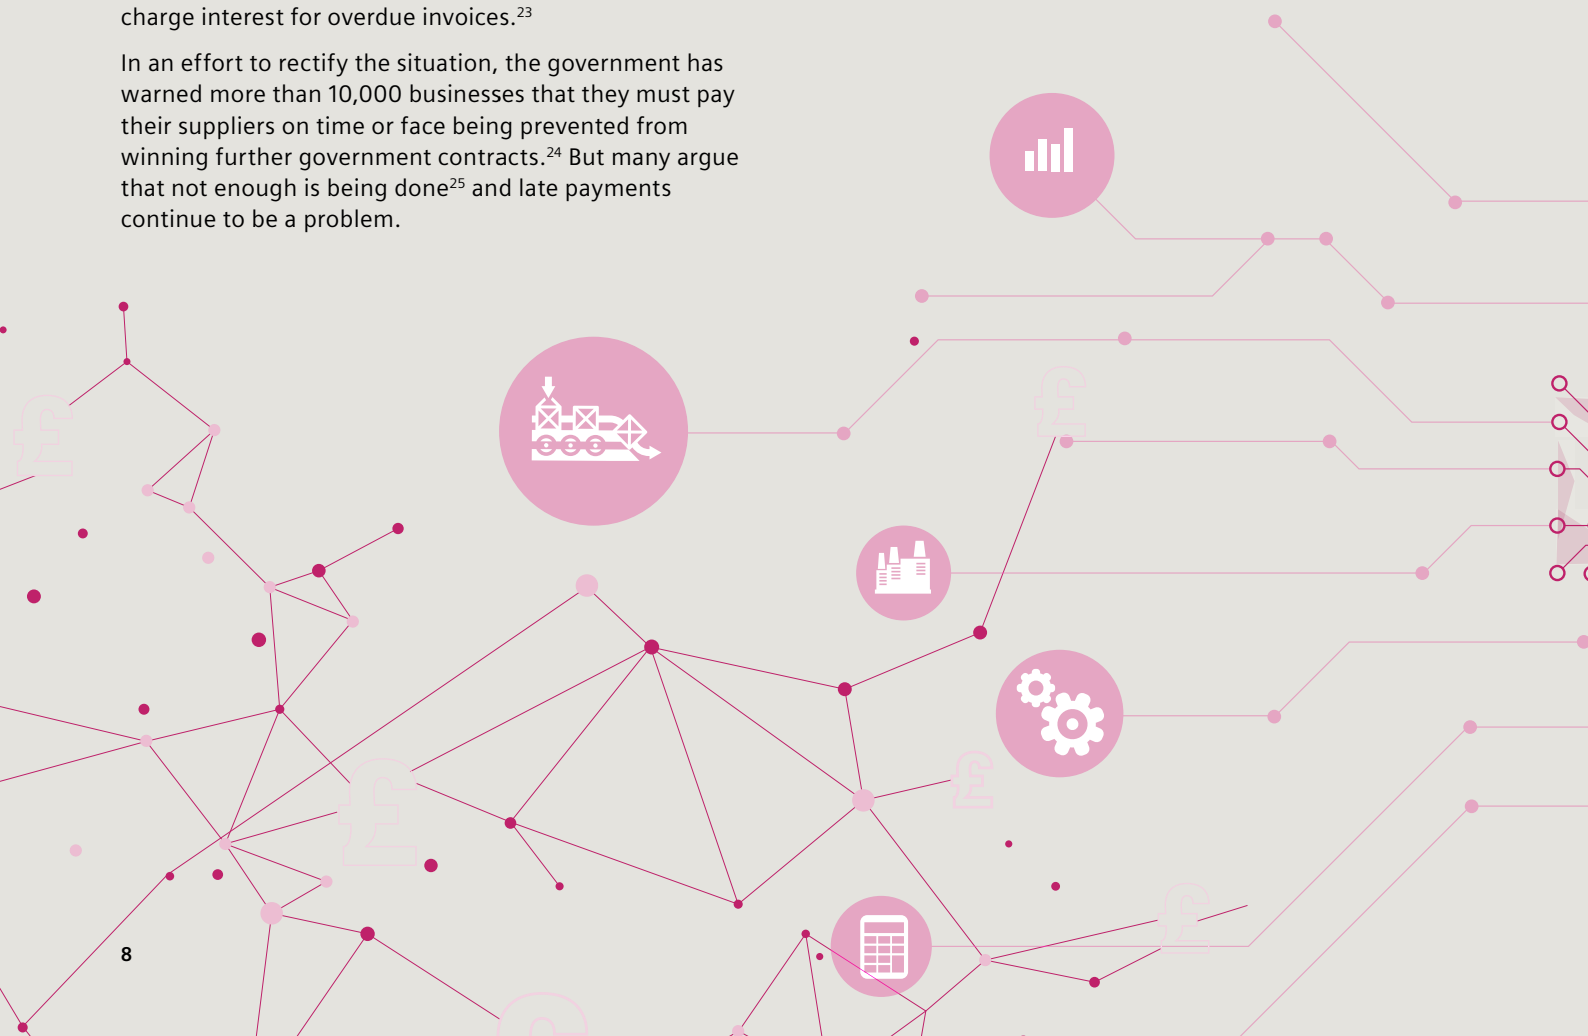 charge interest for overdue invoices.23
In an effort to rectify the situation, the government has
warned more than 10,000 businesses that they must pay
their suppliers on time or face being prevented from
winning further government contracts.24 But many argue
that not enough is being done25 and late payments
continue to be a problem.
£
£
£
£
£
8
£